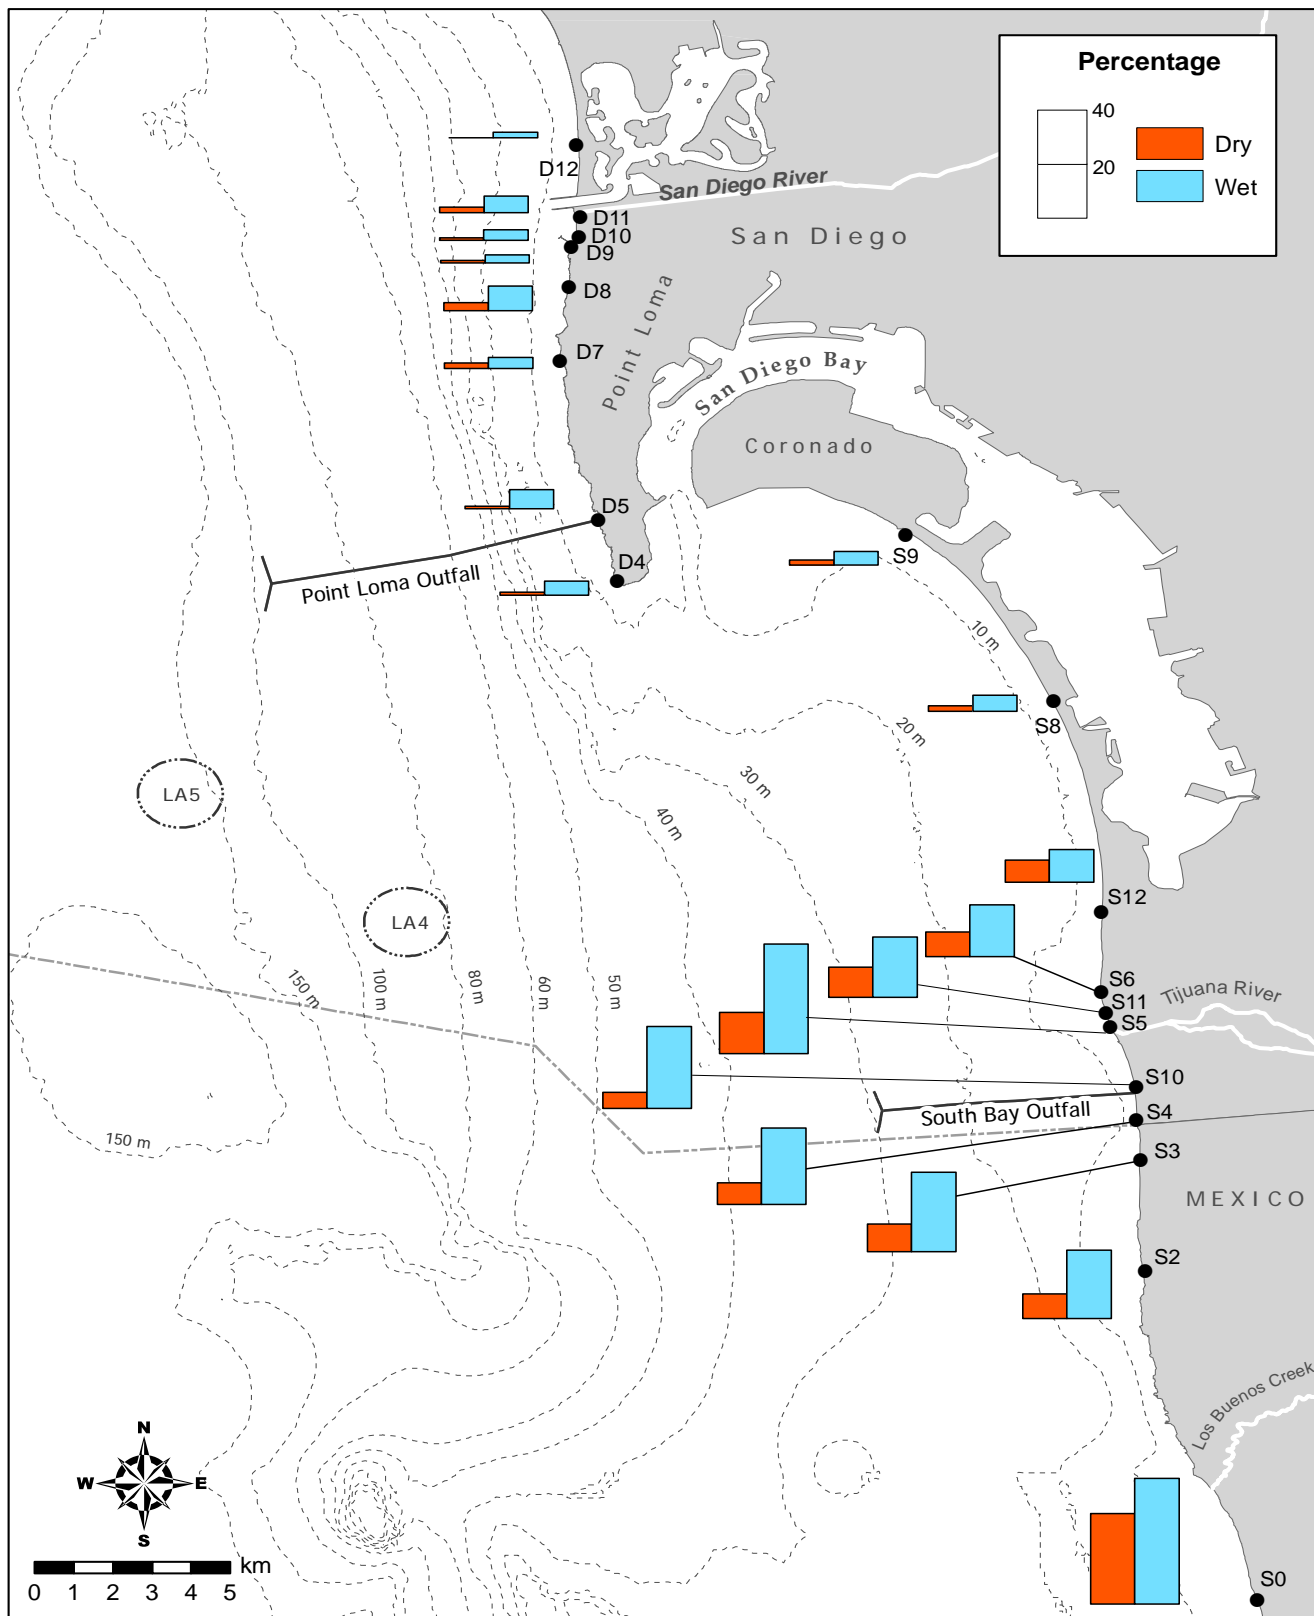 Percentage
40
20
Dry
Wet
D12
San Diego River
D11
D10
D9
San Diego
D8
D7
Point Loma
San Diego Bay
Coronado
D5
S9
D4
Point Loma Outfall
10 m
S8
20 m
30 m
LA5
40 m
S12
LA4
150 m
100 m
80 m
60 m
50 m
S6
S11
Tijuana River
S5
S10
South Bay Outfall
S4
150 m
S3
MEXICO
S2
Los Buenos Creek
N
W
E
S
km
0 1 2 3 4 5
S0